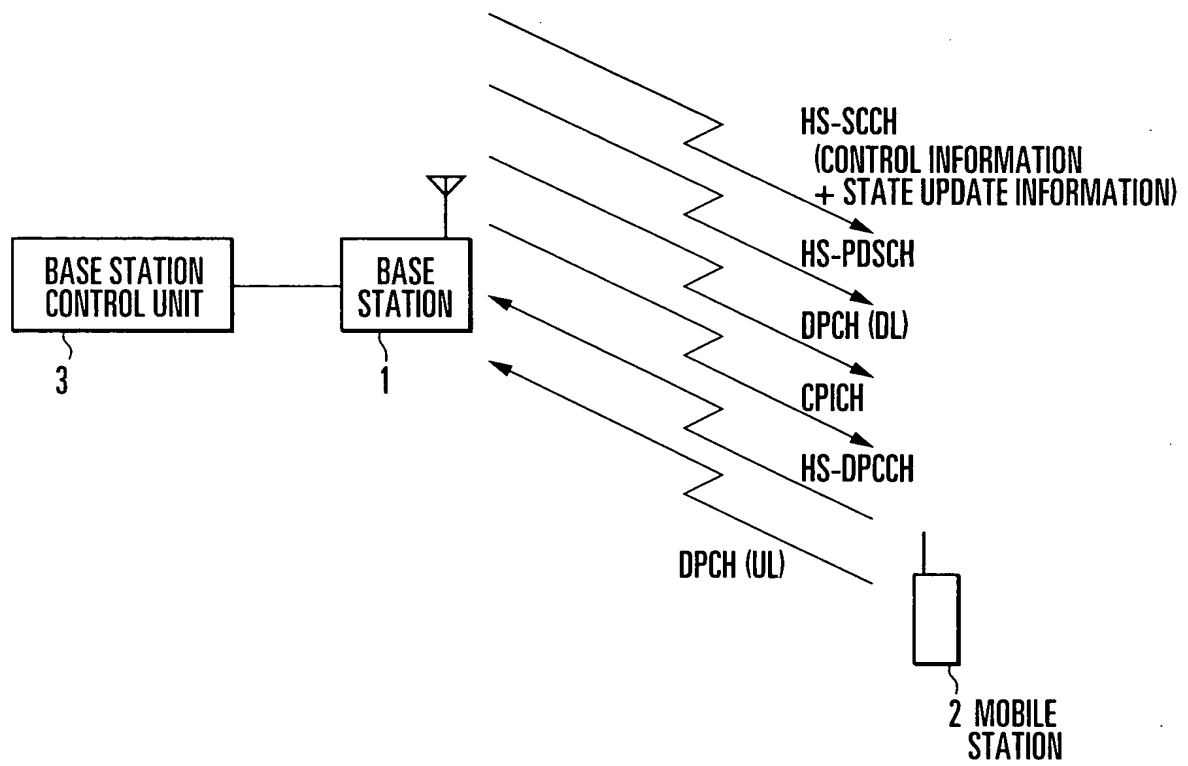 HS-SCCH
(CONTROL INFORMATION
+ STATE UPDATE INFORMATION)
HS-PDSCH
BASE STATION
CONTROL UNIT
BASE
STATION
DPCH (DL)
3
1
CPICH
HS-DPCCH
DPCH (UL)
2 MOBILE
STATION